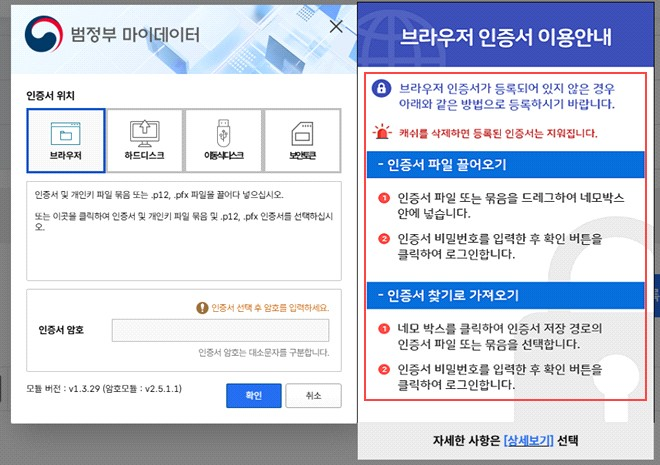 범정부 마이데이터
인증서 위치
브라우저
하드디스크
이동식디스크
보안토큰
인증서 및 개인키 파일 묶음 또는 .p12, .pfx 파일을 끌어다 넣으십시오.
또는 이곳을 클릭하여 인증서 및 개인키 파일 묶음 및 .p12, .pfx 인증서를 선택하십시
오.
인증서 선택 후 암호를 입력하세요.
인증서 암호
인증서 암호는 대소문자를 구분합니다.
모듈 버전 : v1.3.29 (암호모듈 : v2.5.1.1)
확인
취소
브라우저 인증서 이용안내
브라우저 인증서가 등록되어 있지 않은 경우
아래와 같은 방법으로 등록하시기 바랍니다.
캐쉬를 삭제하면 등록된 인증서는 지워집니다.
- 인증서 파일 끌어오기
1 인증서 파일 또는 묶음을 드레그하여 네모박스
안에 넣습니다.
2 인증서 비밀번호를 입력한 후 확인 버튼을
클릭하여 로그인합니다.
- 인증서 찾기로 가져오기
1 네모 박스를 클릭하여 인증서 저장 경로의
인증서 파일 또는 묶음을 선택합니다.
2 인증서 비밀번호를 입력한 후 확인 버튼을
클릭하여 로그인합니다.
자세한 사항은 [상세보기] 선택